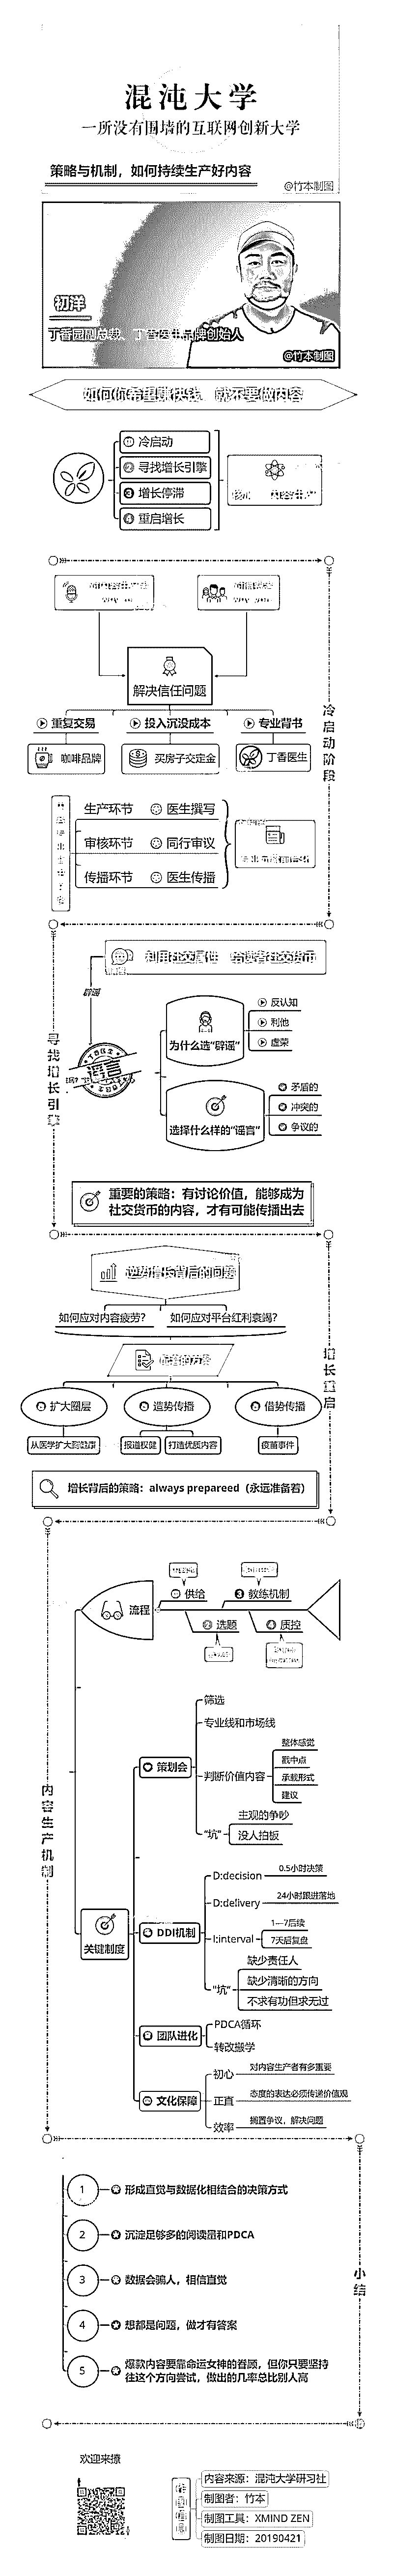 混沌大学
一所没有围墙的互联网创新大学
策略与机制，如何持续生产好内容
@竹本制图
初洋
丁香园副总裁、丁香医生品牌创始人
@竹本制图
如何你希望赚快钱，就不要做内容
1 冷启动
2 寻找增长引擎
3 增长停滞
4 重启增长
冷启动阶段
解决信任问题
重复交易
投入沉没成本
专业背书
咖啡品牌
买房子交定金
丁香医生
生产环节
医生撰写
审核环节
同行审议
传播环节
医生传播
寻找增长引擎
利用社交属性
给读者社交货币
辟谣
谣言
为什么选“辟谣”
反认知
利他
虚荣
选择什么样的“谣言”
矛盾的
冲突的
争议的
重要的策略：有讨论价值，能够成为
社交货币的内容，才有可能传播出去
增长重启
逆势增长背后的问题
如何应对内容疲劳？
如何应对平台红利衰竭？
扩大圈层
造势传播
借势传播
报道权健
打造优质内容
疫苗事件
增长背后的策略：always prepareed（永远准备着）
内容生产机制
流程
1 供给
3 教练机制
2 选题
4 质控
关键制度
策划会
筛选
专业线和市场线
判断价值内容
整体感觉
戳中点
承载形式
建议
“坑”
主观的争吵
没人拍板
DDI机制
D:decision
0.5小时决策
D:delivery
24小时跟进落地
I:interval
1---7后续
7天后复盘
“坑”
缺少责任人
缺少清晰的方向
不求有功但求无过
团队进化
PDCA循环
转改搬学
文化保障
初心
对内容生产者有多重要
正直
态度的表达必须传递价值观
效率
搁置争议，解决问题
小结
1 形成直觉与数据化相结合的决策方式
2 沉淀足够多的阅读量和PDCA
3 数据会骗人，相信直觉
4 想都是问题，做才有答案
5 爆款内容要靠命运女神的眷顾，但你只要坚持
往这个方向尝试，做出的几率总比别人高
欢迎来撩
内容来源：混沌大学研习社
制图者：竹本
制图工具：XMIND ZEN
制图日期：20190421